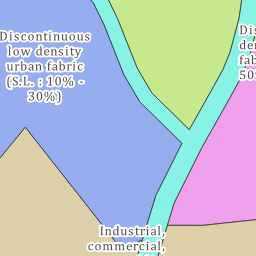 Discontinuous
low density
urban fabric
(S.L. : 10% -
30%)
Industrial,
commercial,